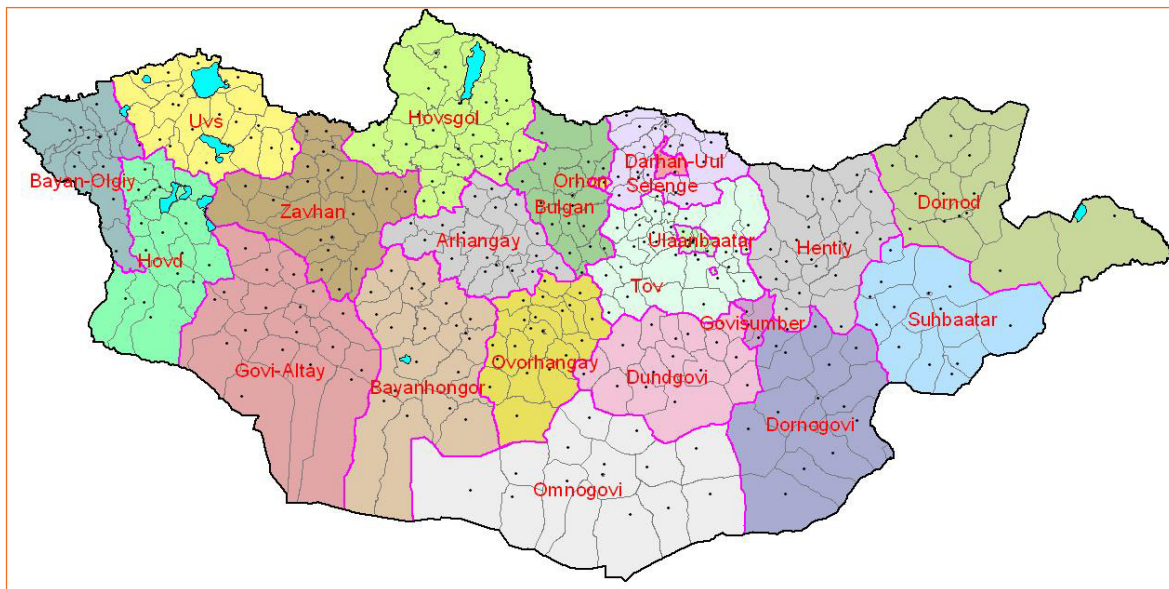 Hovsgol
Uvs
Darhan-Uul
Bayan-Olgiy
Orhon
Selenge
Dornod
Zavhan
Bulgan
Arhangay
Ulaanbaatar
Hentiy
Hovd
Tov
Suhbaatar
Govisumber
Govi-Altay
Ovorhangay
Dundgovi
Bayanhongor
Dornogovi
Omnogovi